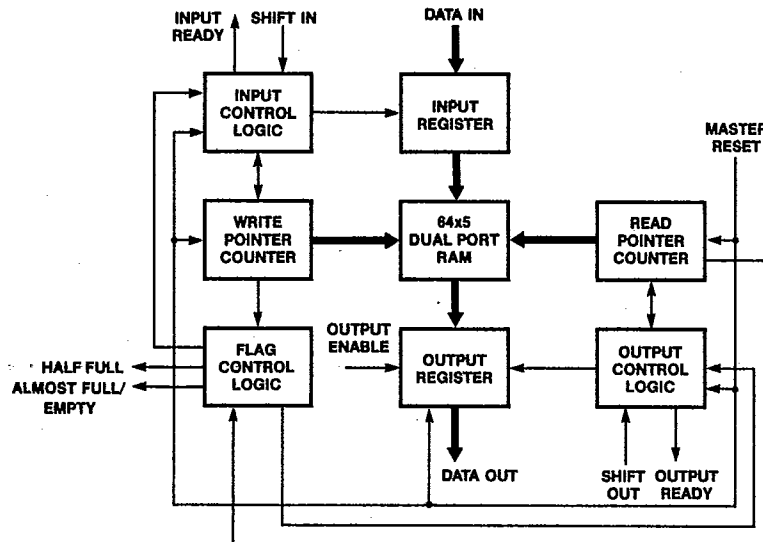 INPUT
READY
SHIFT IN
DATA IN
INPUT
CONTROL
LOGIC
INPUT
REGISTER
MASTER
RESET
WRITE
POINTER
COUNTER
64x5
DUAL PORT
RAM
READ
POINTER
COUNTER
OUTPUT
ENABLE
FLAG
CONTROL
LOGIC
OUTPUT
REGISTER
OUTPUT
CONTROL
LOGIC
HALF FULL
ALMOST FULL/
EMPTY
DATA OUT
SHIFT
OUT
OUTPUT
READY